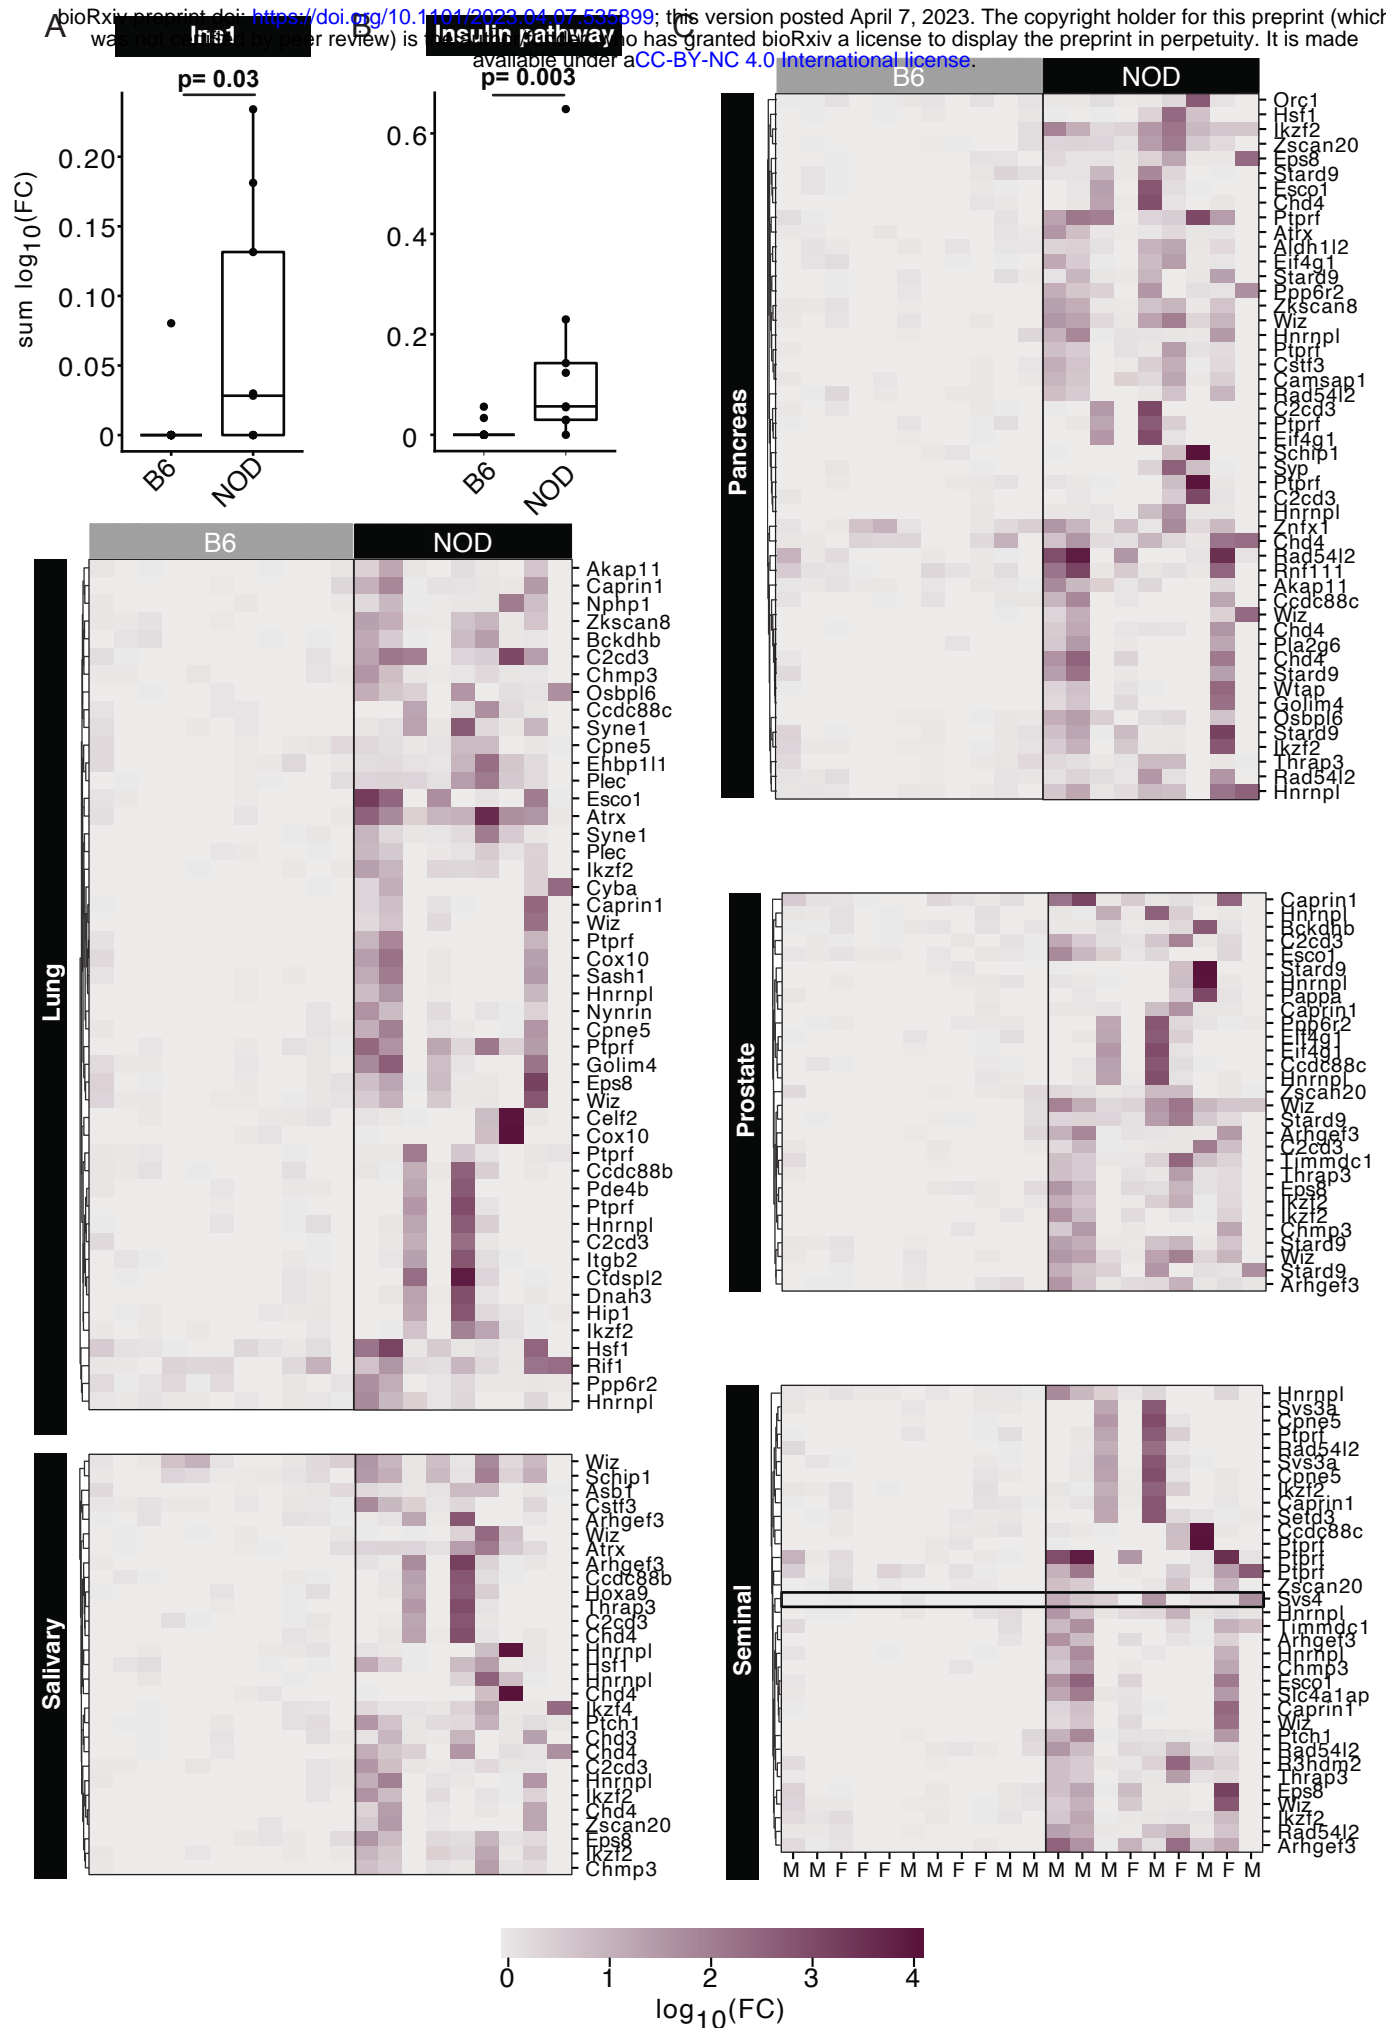 bioRxiv preprint doi: https://doi.org/10.1101/2023.04.07.535899; this version posted April 7, 2023. The copyright holder for this preprint (which
was not certified by peer review) is the author/funder, who has granted bioRxiv a license to display the preprint in perpetuity. It is made
available under aCC-BY-NC 4.0 International license.
A
Ins1
p= 0.03
sum log10(FC)
0.20
0.15
0.10
0.05
0
B6
NOD
B
Insulin pathway
p= 0.003
0.6
0.4
0.2
0
B6
NOD
C
B6
NOD
Lung
Akap11
Caprin1
Nphp1
Zkscan8
Bckdhb
C2cd3
Chmp3
Osbpl6
Ccdc88c
Syne1
Cpne5
Ehbp1l1
Plec
Esco1
Atrx
Syne1
Plec
Ikzf2
Cyba
Caprin1
Wiz
Ptprf
Cox10
Sash1
Hnrnpl
Nynrin
Cpne5
Ptprf
Golim4
Eps8
Wiz
Celf2
Cox10
Ptprf
Ccdc88b
Pde4b
Ptprf
Hnrnpl
C2cd3
Itgb2
Ctdspl2
Dnah3
Hip1
Ikzf2
Hsf1
Rif1
Ppp6r2
Hnrnpl
Salivary
Wiz
Schip1
Asb1
Cstf3
Arhgef3
Wiz
Atrx
Arhgef3
Ccdc88b
Hoxa9
Thrap3
C2cd3
Chd4
Hnrnpl
Hsf1
Hnrnpl
Chd4
Ikzf4
Ptch1
Chd3
Chd4
C2cd3
Hnrnpl
Ikzf2
Chd4
Zscan20
Eps8
Ikzf2
Chmp3
B6
NOD
Pancreas
Orc1
Hsf1
Ikzf2
Zscan20
Eps8
Stard9
Esco1
Chd4
Ptprf
Atrx
Aldh1l2
Eif4g1
Stard9
Ppp6r2
Zkscan8
Wiz
Hnrnpl
Ptprf
Cstf3
Camsap1
Rad54l2
C2cd3
Ptprf
Eif4g1
Schip1
Syp
Ptprf
C2cd3
Hnrnpl
Znfx1
Chd4
Rad54l2
Rnf111
Akap11
Ccdc88c
Wiz
Chd4
Pla2g6
Chd4
Stard9
Wtap
Golim4
Osbpl6
Stard9
Ikzf2
Thrap3
Rad54l2
Hnrnpl
Prostate
Caprin1
Hnrnpl
Bckdhb
C2cd3
Esco1
Stard9
Hnrnpl
Pappa
Caprin1
Ppp6r2
Eif4g1
Eif4g1
Ccdc88c
Hnrnpl
Zscan20
Wiz
Stard9
Arhgef3
C2cd3
Timmdc1
Thrap3
Eps8
Ikzf2
Ikzf2
Chmp3
Stard9
Wiz
Stard9
Arhgef3
Seminal
Hnrnpl
Svs3a
Cpne5
Ptprf
Rad54l2
Svs3a
Cpne5
Ikzf2
Caprin1
Setd3
Ccdc88c
Ptprf
Ptprf
Ptprf
Zscan20
Svs4
Hnrnpl
Timmdc1
Arhgef3
Hnrnpl
Chmp3
Esco1
Slc4a1ap
Caprin1
Wiz
Ptch1
Rad54l2
R3hdm2
Thrap3
Eps8
Wiz
Ikzf2
Rad54l2
Arhgef3
M M F F F M M F F M M M M M F M F M F M
0 1 2 3 4
log10(FC)